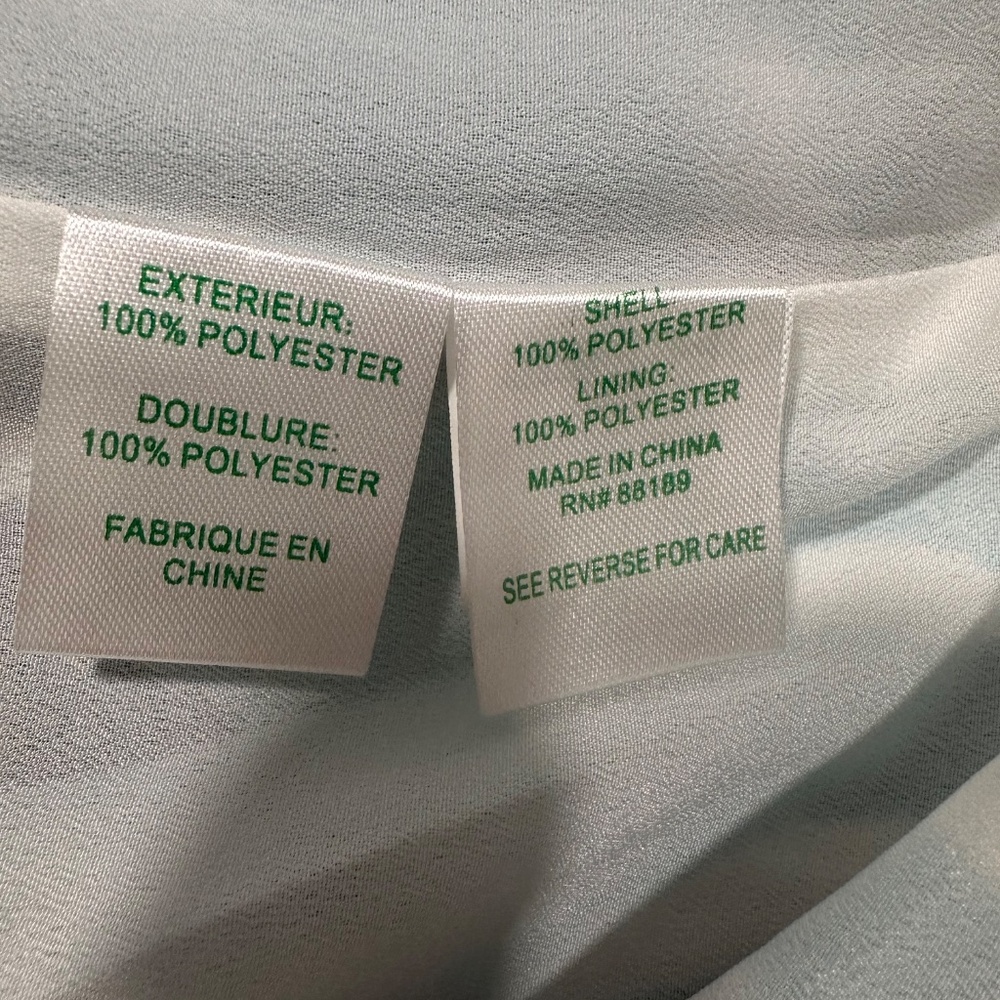 EXTERIEUR:
100% POLYESTER
DOUBLURE:
100% POLYESTER
FABRIQUE EN
CHINE
SHELL:
100% POLYESTER
LINING:
100% POLYESTER
MADE IN CHINA
RN# 88189
SEE REVERSE FOR CARE